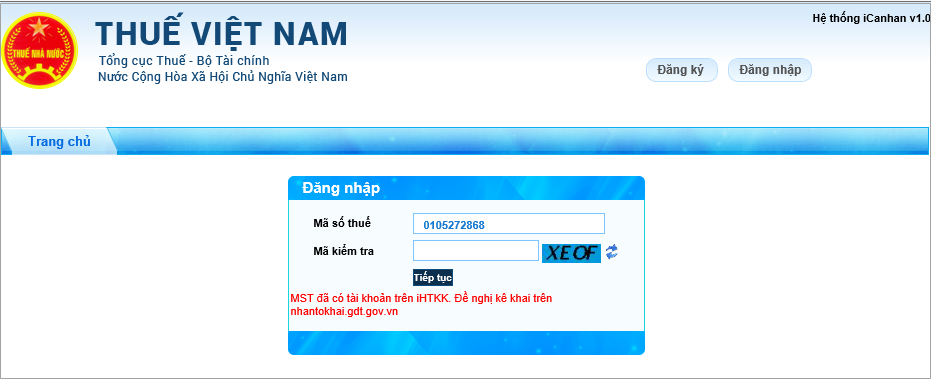 Hệ thống iCanhan v1.0
THUẾ NHÀ NƯỚC
THUẾ VIỆT NAM
Tổng cục Thuế - Bộ Tài chính
Nước Cộng Hòa Xã Hội Chủ Nghĩa Việt Nam
Đăng ký
Đăng nhập
Trang chủ
Đăng nhập
Mã số thuế 0105272868
Mã kiểm tra XEOF
Tiếp tục
MST đã có tài khoản trên iHTKK. Đề nghị kê khai trên
nhantokhai.gdt.gov.vn